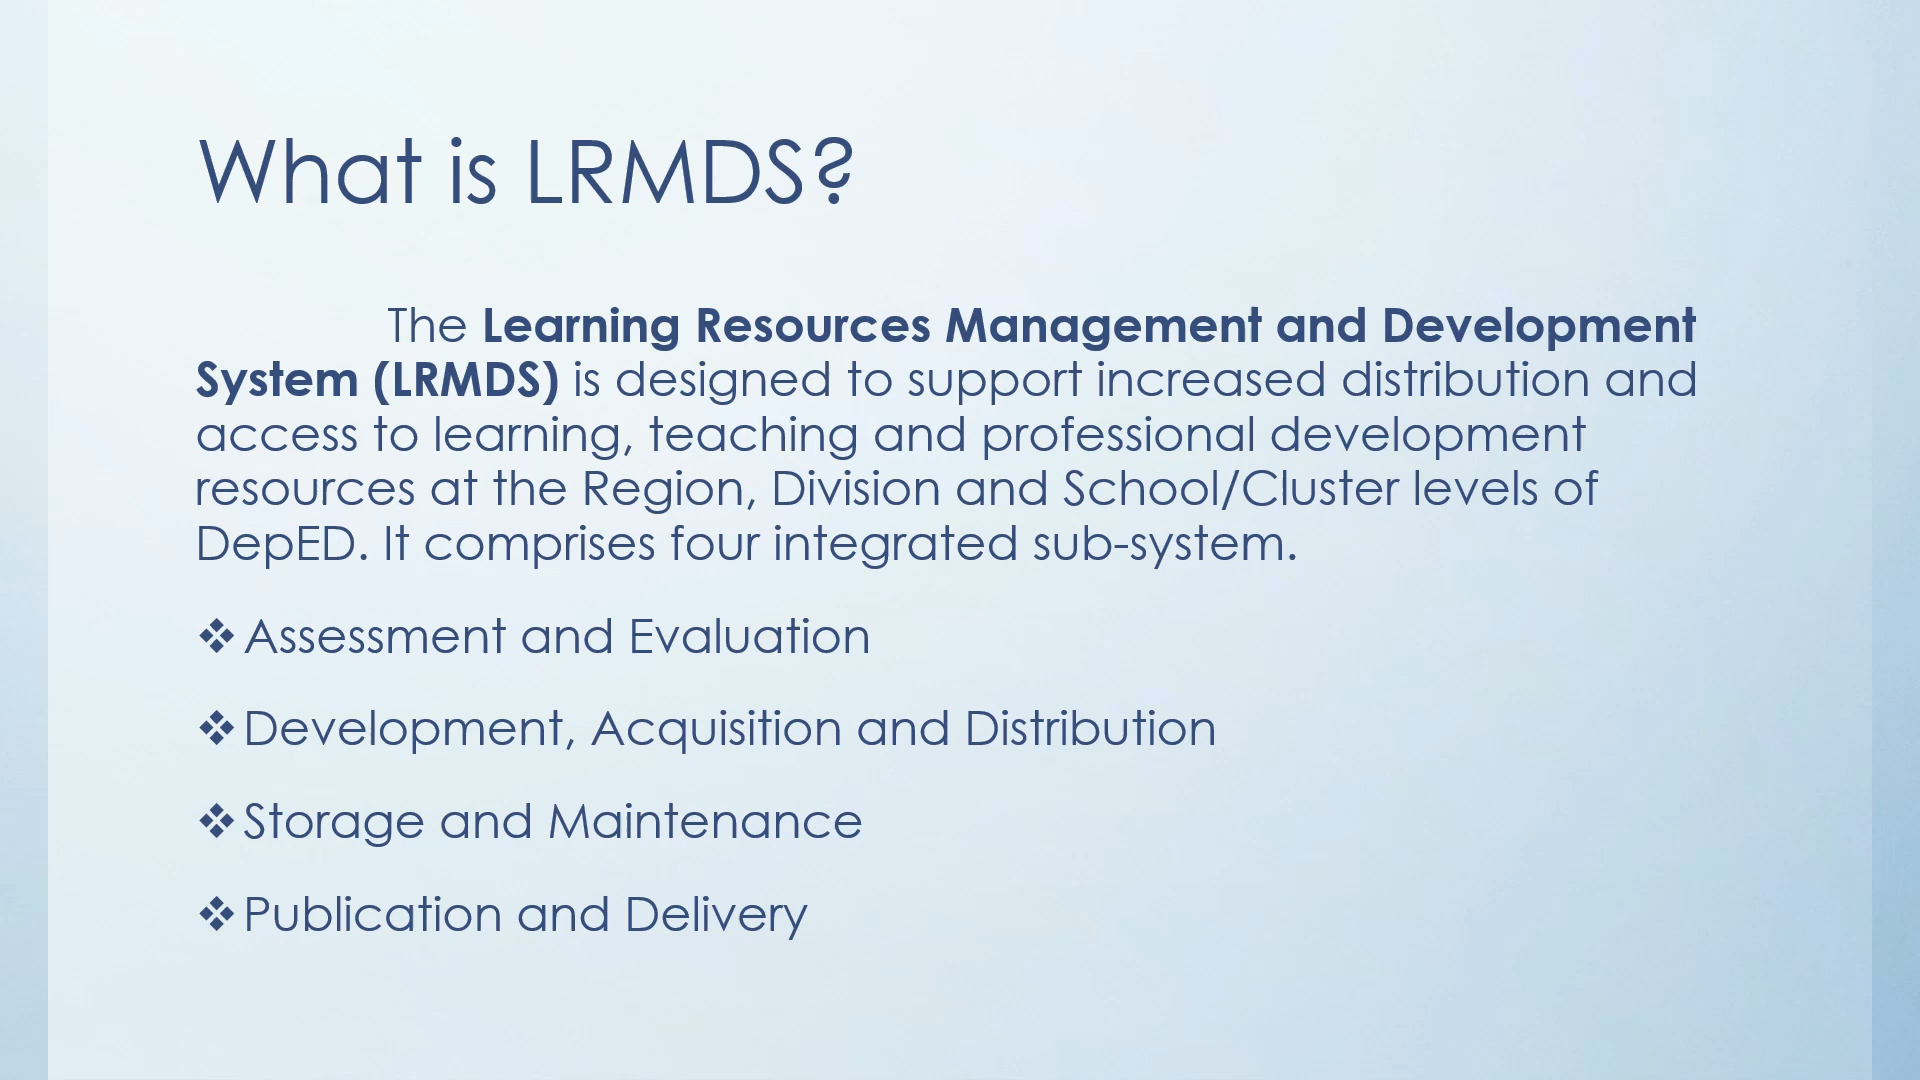 What is LRMDS?
The Learning Resources Management and Development
System (LRMDS) is designed to support increased distribution and
access to learning, teaching and professional development
resources at the Region, Division and School/Cluster levels of
DepED. It comprises four integrated sub-system.
❖ Assessment and Evaluation
❖ Development, Acquisition and Distribution
❖ Storage and Maintenance
❖ Publication and Delivery